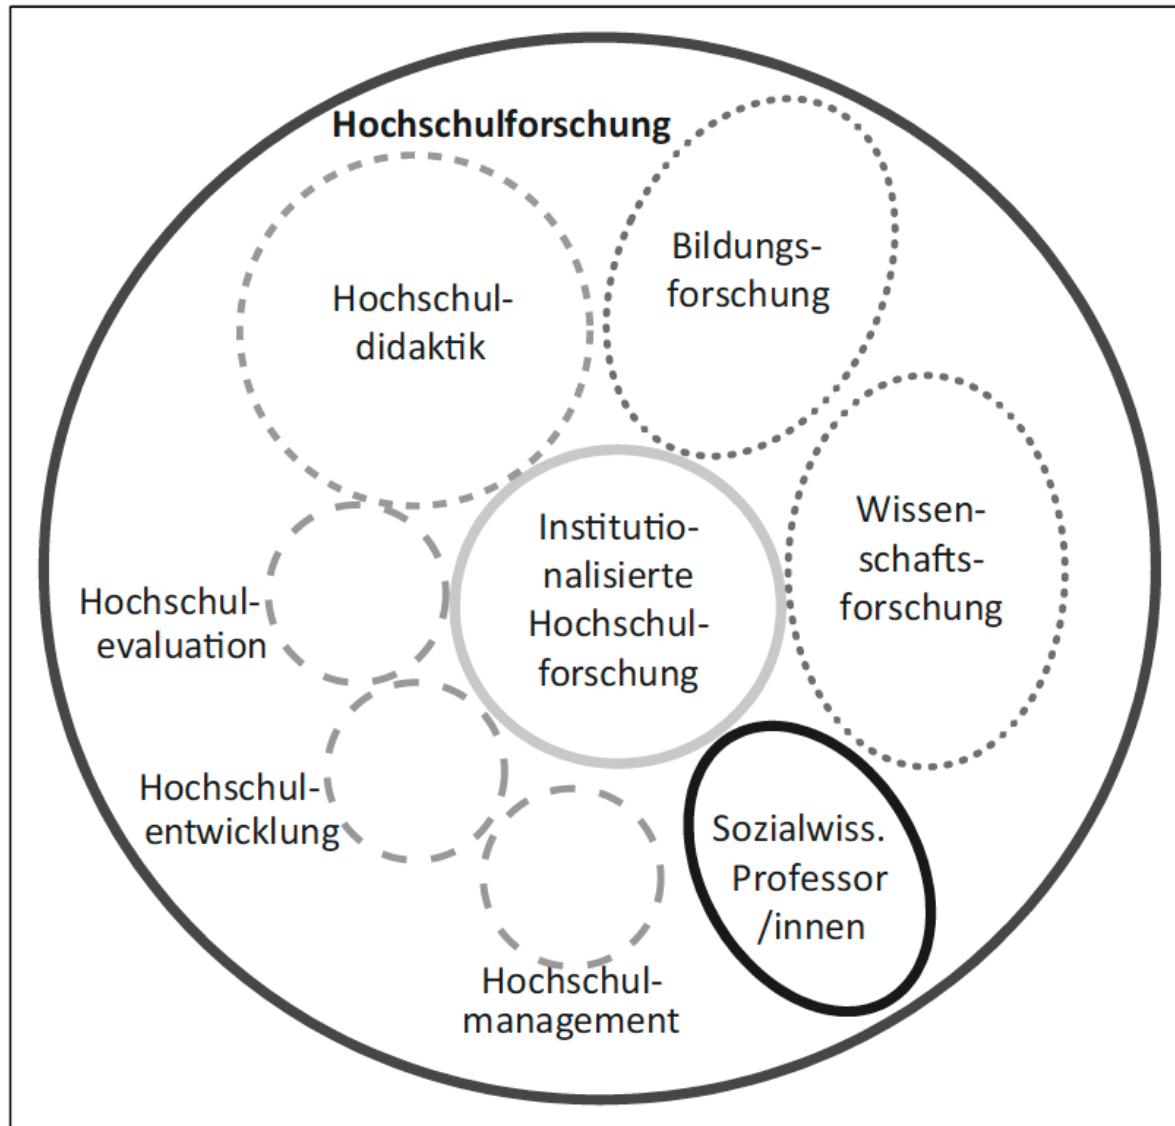 Hochschulforschung
Bildungs-
forschung
Hochschul-
didaktik
Institutio-
nalisierte
Hochschul-
forschung
Wissen-
schafts-
forschung
Hochschul-
evaluation
Hochschul-
entwicklung
Sozialwiss.
Professor
/innen
Hochschul-
management